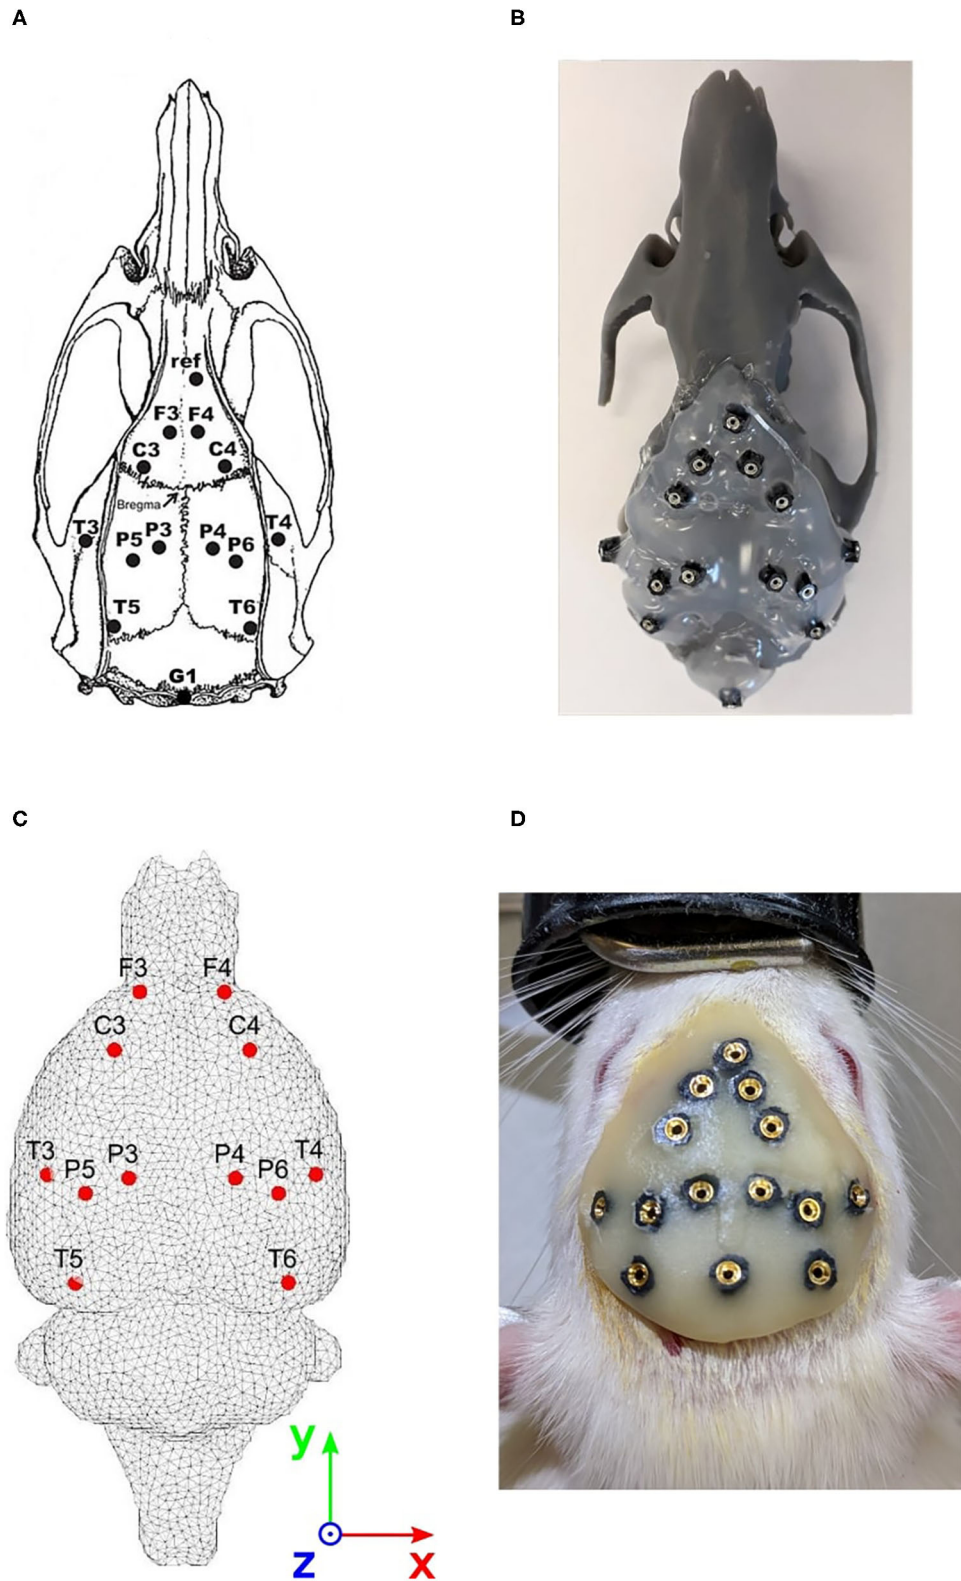 A
B
ref
F3 F4
C3 C4
Bregma
T3 T4
P5 P3 P4 P6
T5 T6
G1
C
D
F3 F4
C3 C4
T3 P5 P3 P4 P6 T4
T5 T6
y
z x